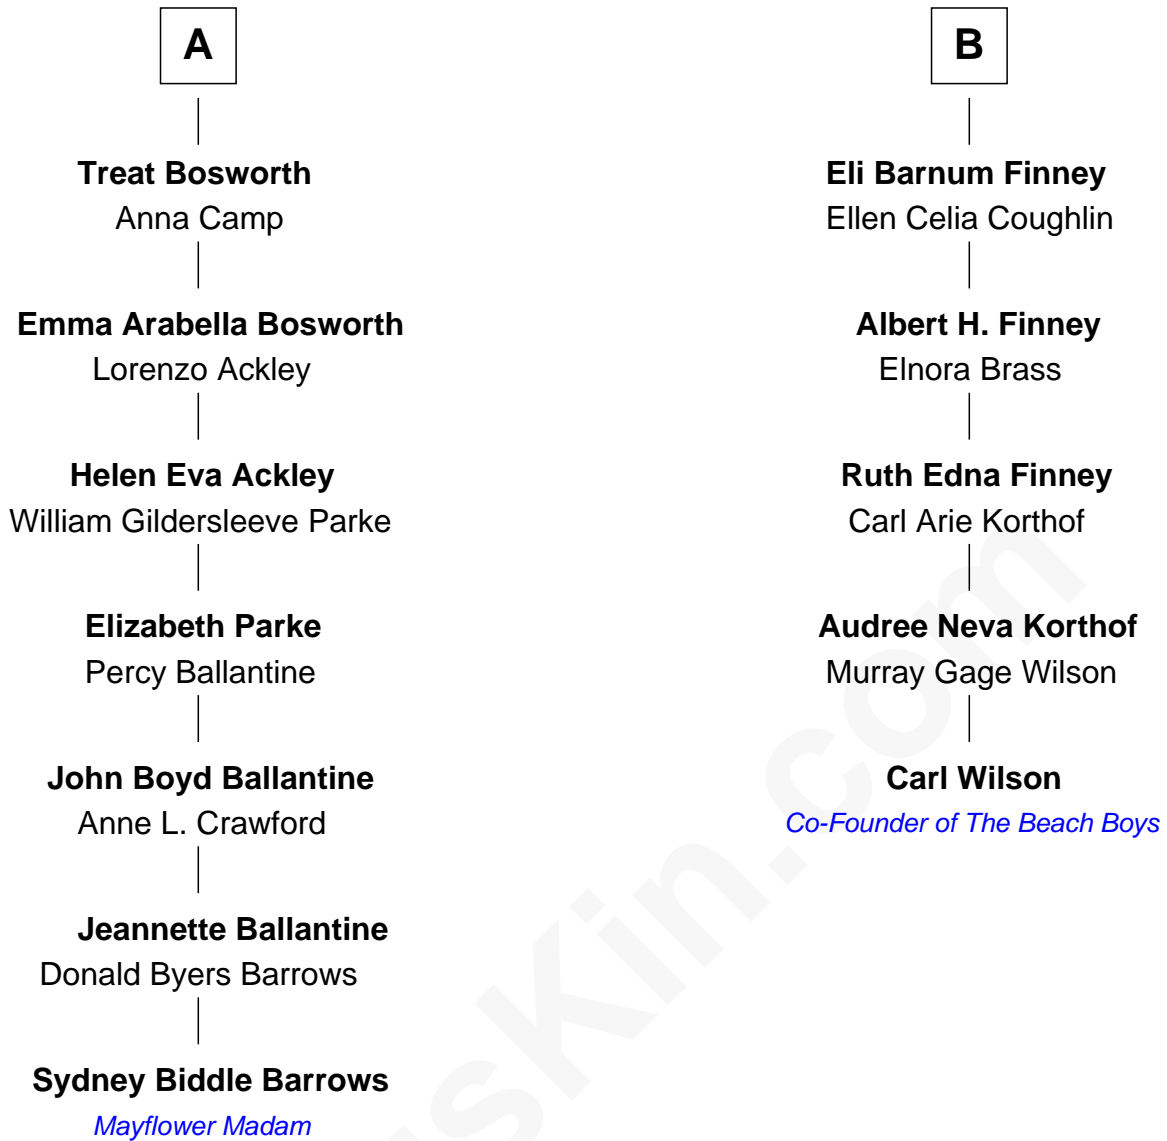 A
Treat Bosworth
Anna Camp
Emma Arabella Bosworth
Lorenzo Ackley
Helen Eva Ackley
William Gildersleeve Parke
Elizabeth Parke
Percy Ballantine
John Boyd Ballantine
Anne L. Crawford
Jeannette Ballantine
Donald Byers Barrows
Sydney Biddle Barrows
Mayflower Madam
B
Eli Barnum Finney
Ellen Celia Coughlin
Albert H. Finney
Elnora Brass
Ruth Edna Finney
Carl Arie Korthof
Audree Neva Korthof
Murray Gage Wilson
Carl Wilson
Co-Founder of The Beach Boys